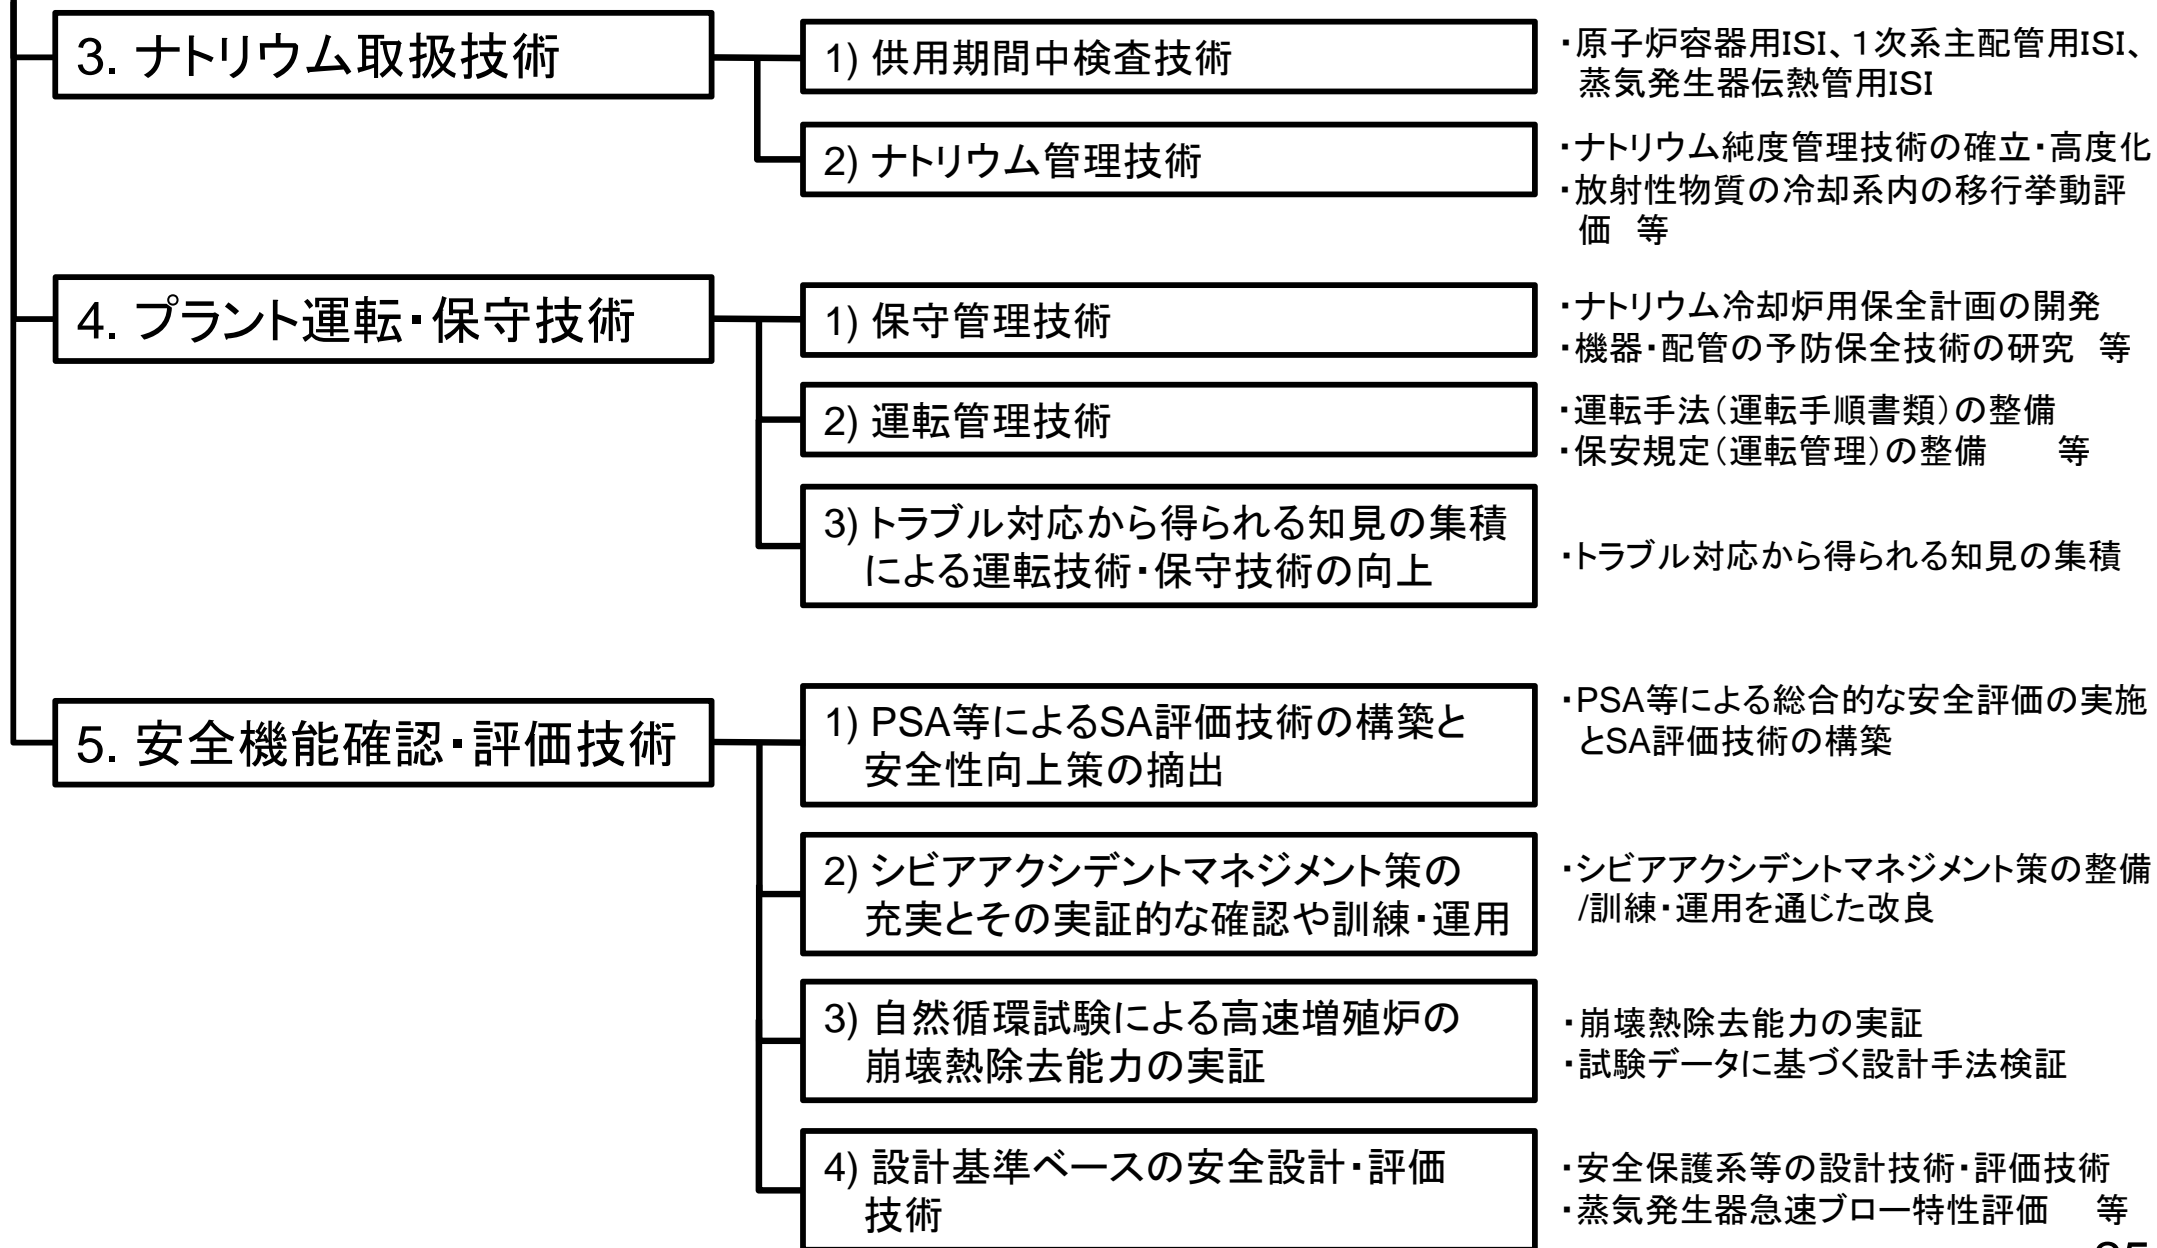 3. ナトリウム取扱技術
1) 供用期間中検査技術
・原子炉容器用ISI、１次系主配管用ISI、
蒸気発生器伝熱管用ISI
2) ナトリウム管理技術
・ナトリウム純度管理技術の確立・高度化
・放射性物質の冷却系内の移行挙動評
価　等
4. プラント運転・保守技術
1) 保守管理技術
・ナトリウム冷却炉用保全計画の開発
・機器・配管の予防保全技術の研究　等
2) 運転管理技術
・運転手法（運転手順書類）の整備
・保安規定（運転管理）の整備　　等
3) トラブル対応から得られる知見の集積
による運転技術・保守技術の向上
・トラブル対応から得られる知見の集積
5. 安全機能確認・評価技術
1) PSA等によるSA評価技術の構築と
安全性向上策の摘出
・PSA等による総合的な安全評価の実施
とSA評価技術の構築
2) シビアアクシデントマネジメント策の
充実とその実証的な確認や訓練・運用
・シビアアクシデントマネジメント策の整備
/訓練・運用を通じた改良
3) 自然循環試験による高速増殖炉の
崩壊熱除去能力の実証
・崩壊熱除去能力の実証
・試験データに基づく設計手法検証
4) 設計基準ベースの安全設計・評価
技術
・安全保護系等の設計技術・評価技術
・蒸気発生器急速ブロー特性評価　等